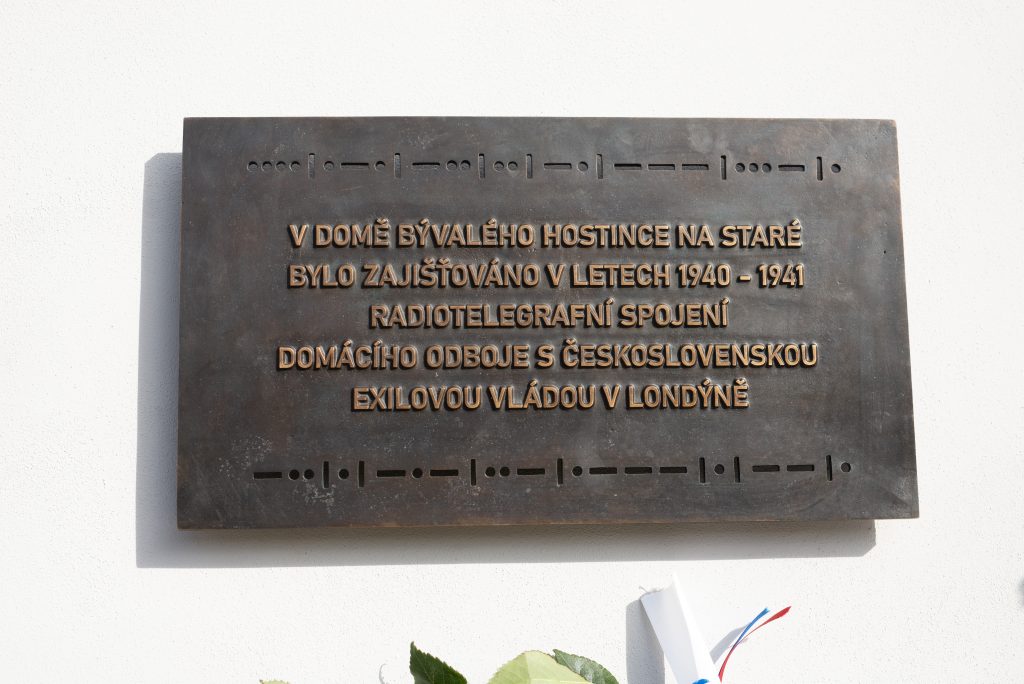 ••••|•—•|—••|••|—•|———|•••—|•
V DOMĚ BÝVALÉHO HOSTINCE NA STARÉ
BYLO ZAJIŠŤOVÁNO V LETECH 1940 - 1941
RADIOTELEGRAFNÍ SPOJENÍ
DOMÁCÍHO ODBOJE S ČESKOSLOVENSKOU
EXILOVOU VLÁDOU V LONDÝNĚ
—••|•|—•—|••—|•———|•|——|•